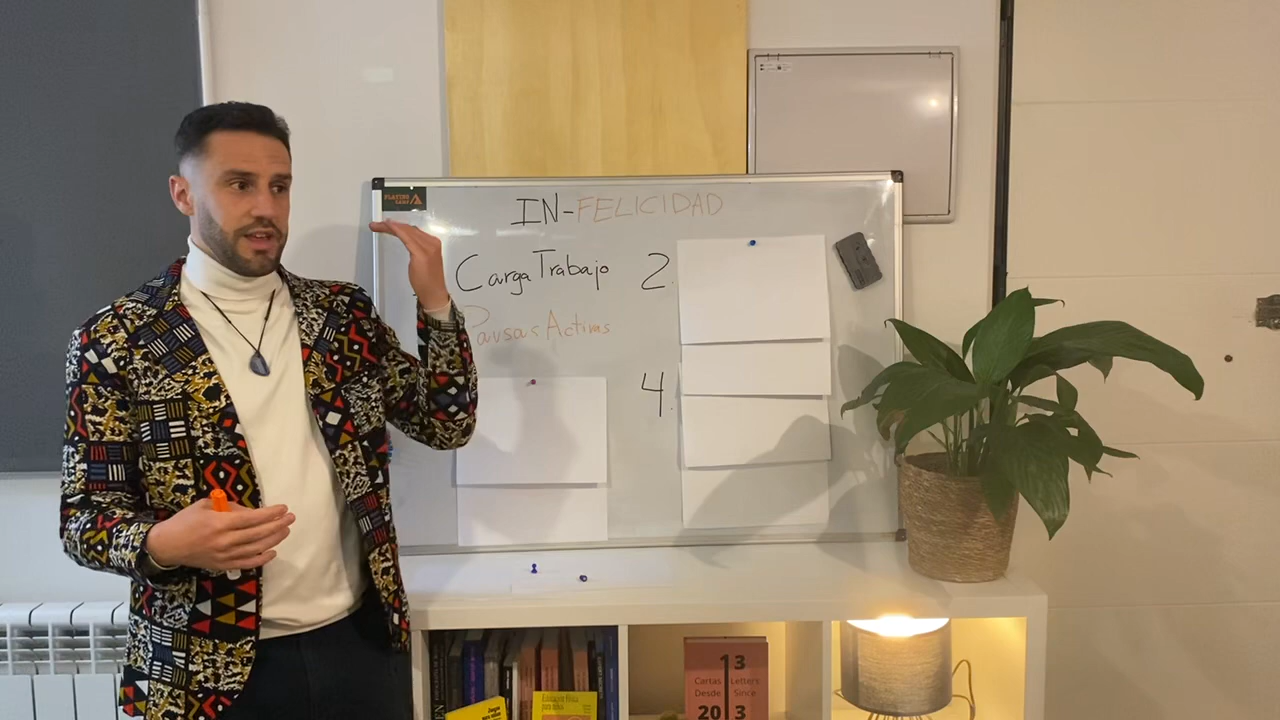 IN-FELICIDAD
Carga Trabajo 2.
Pausas Activas
4.
13
Cartas Letters
Desde Since
2013